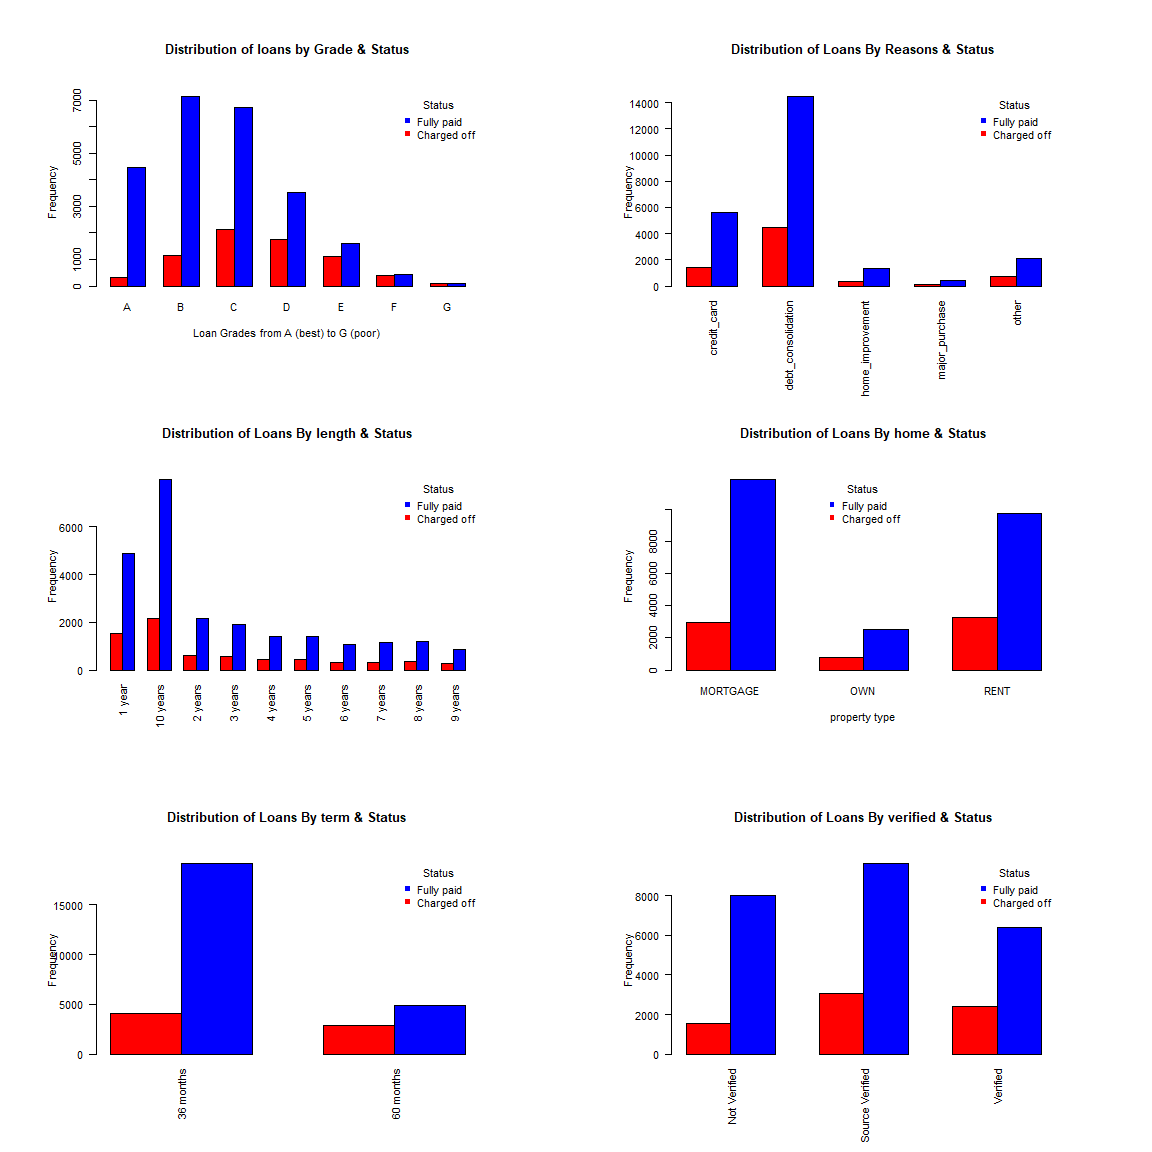 Distribution of loans by Grade & Status
Frequency
7000
5000
3000
1000
0
Status
Fully paid
Charged off
A B C D E F G
Loan Grades from A (best) to G (poor)
Distribution of Loans By Reasons & Status
Frequency
14000
12000
10000
8000
6000
4000
2000
0
Status
Fully paid
Charged off
credit_card
debt_consolidation
home_improvement
major_purchase
other
Distribution of Loans By length & Status
Frequency
6000
4000
2000
0
Status
Fully paid
Charged off
1 year
10 years
2 years
3 years
4 years
5 years
6 years
7 years
8 years
9 years
Distribution of Loans By home & Status
Frequency
8000
6000
4000
2000
0
Status
Fully paid
Charged off
MORTGAGE OWN RENT
property type
Distribution of Loans By term & Status
Frequency
15000
10000
5000
0
Status
Fully paid
Charged off
36 months
60 months
Distribution of Loans By verified & Status
Frequency
8000
6000
4000
2000
0
Status
Fully paid
Charged off
Not Verified
Source Verified
Verified